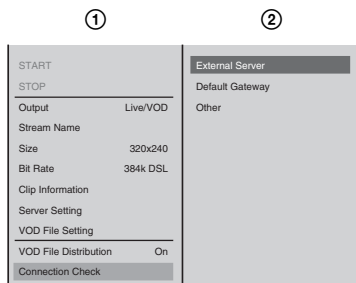 ① ②
START
STOP
Output Live/VOD
Stream Name
Size 320x240
Bit Rate 384k DSL
Clip Information
Server Setting
VOD File Setting
VOD File Distribution On
Connection Check
External Server
Default Gateway
Other